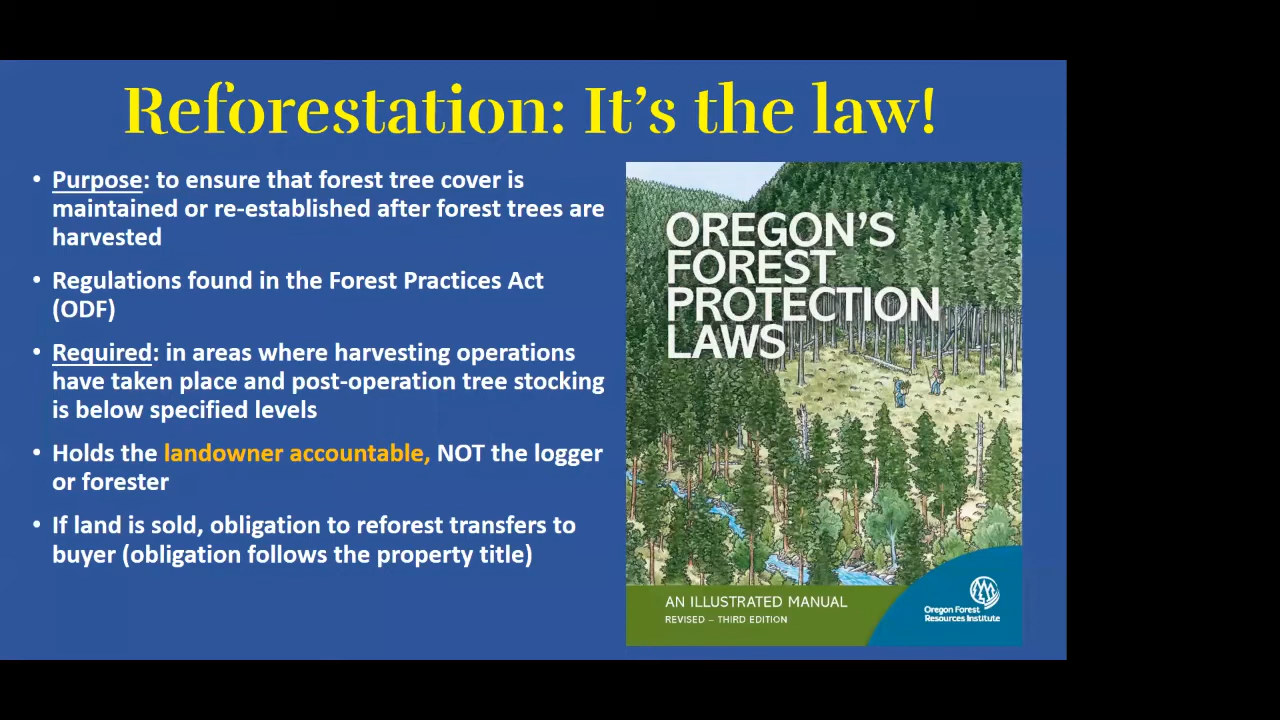 Reforestation: It's the law!
• Purpose: to ensure that forest tree cover is
maintained or re-established after forest trees are
harvested
• Regulations found in the Forest Practices Act
(ODF)
• Required: in areas where harvesting operations
have taken place and post-operation tree stocking
is below specified levels
• Holds the landowner accountable, NOT the logger
or forester
• If land is sold, obligation to reforest transfers to
buyer (obligation follows the property title)
OREGON'S
FOREST
PROTECTION
LAWS
AN ILLUSTRATED MANUAL
REVISED – THIRD EDITION
Oregon Forest
Resources Institute